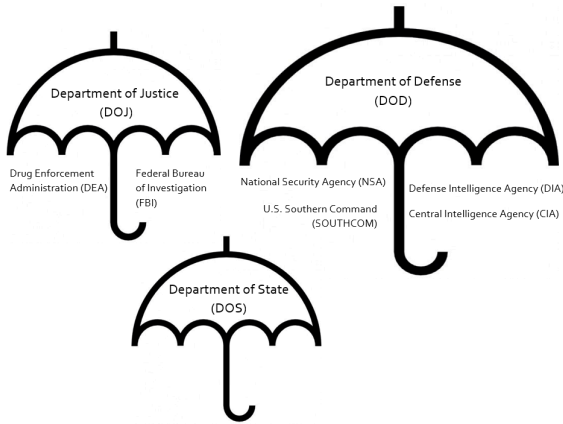 Department of Justice
(DOJ)
Drug Enforcement
Administration (DEA)
Federal Bureau
of Investigation
(FBI)
Department of Defense
(DOD)
National Security Agency (NSA)
U.S. Southern Command
(SOUTHCOM)
Defense Intelligence Agency (DIA)
Central Intelligence Agency (CIA)
Department of State
(DOS)